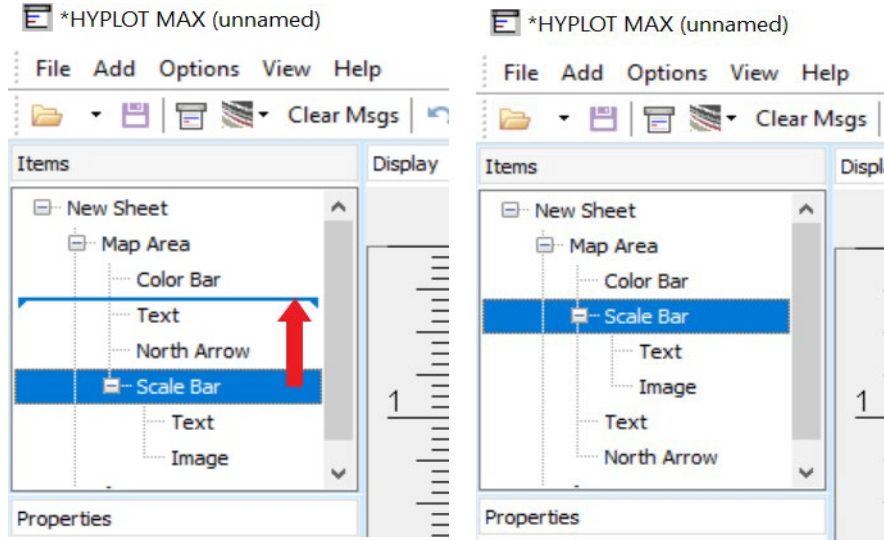 *HYPLOT MAX (unnamed)
File Add Options View Help
Clear Msgs
Items
Display
New Sheet
Map Area
Color Bar
Text
North Arrow
Scale Bar
Text
Image
1
Properties
*HYPLOT MAX (unnamed)
File Add Options View Help
Clear Msgs
Items
Displ
New Sheet
Map Area
Color Bar
Scale Bar
Text
Image
Text
North Arrow
1
Properties